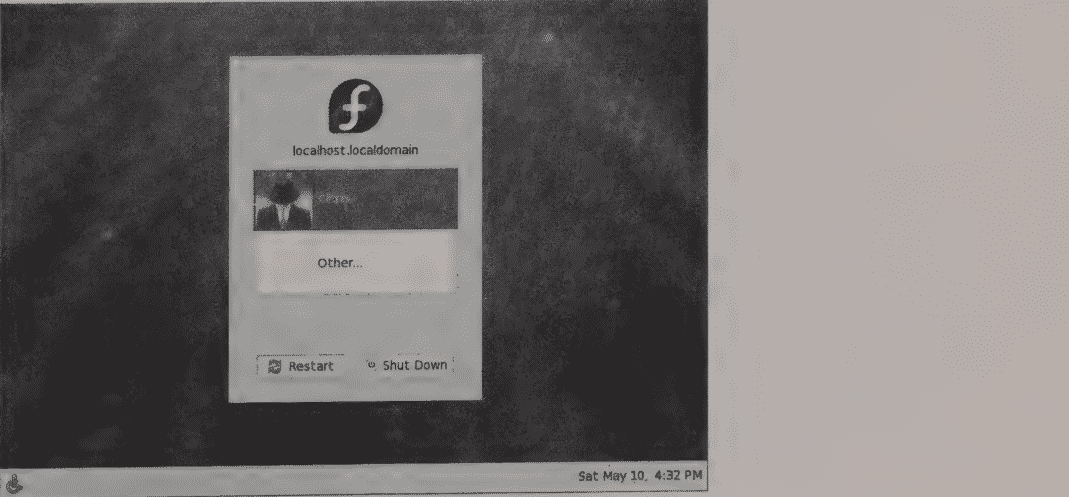 localhost.localdomain
Other...
Restart
Shut Down
Sat May 10, 4:32 PM